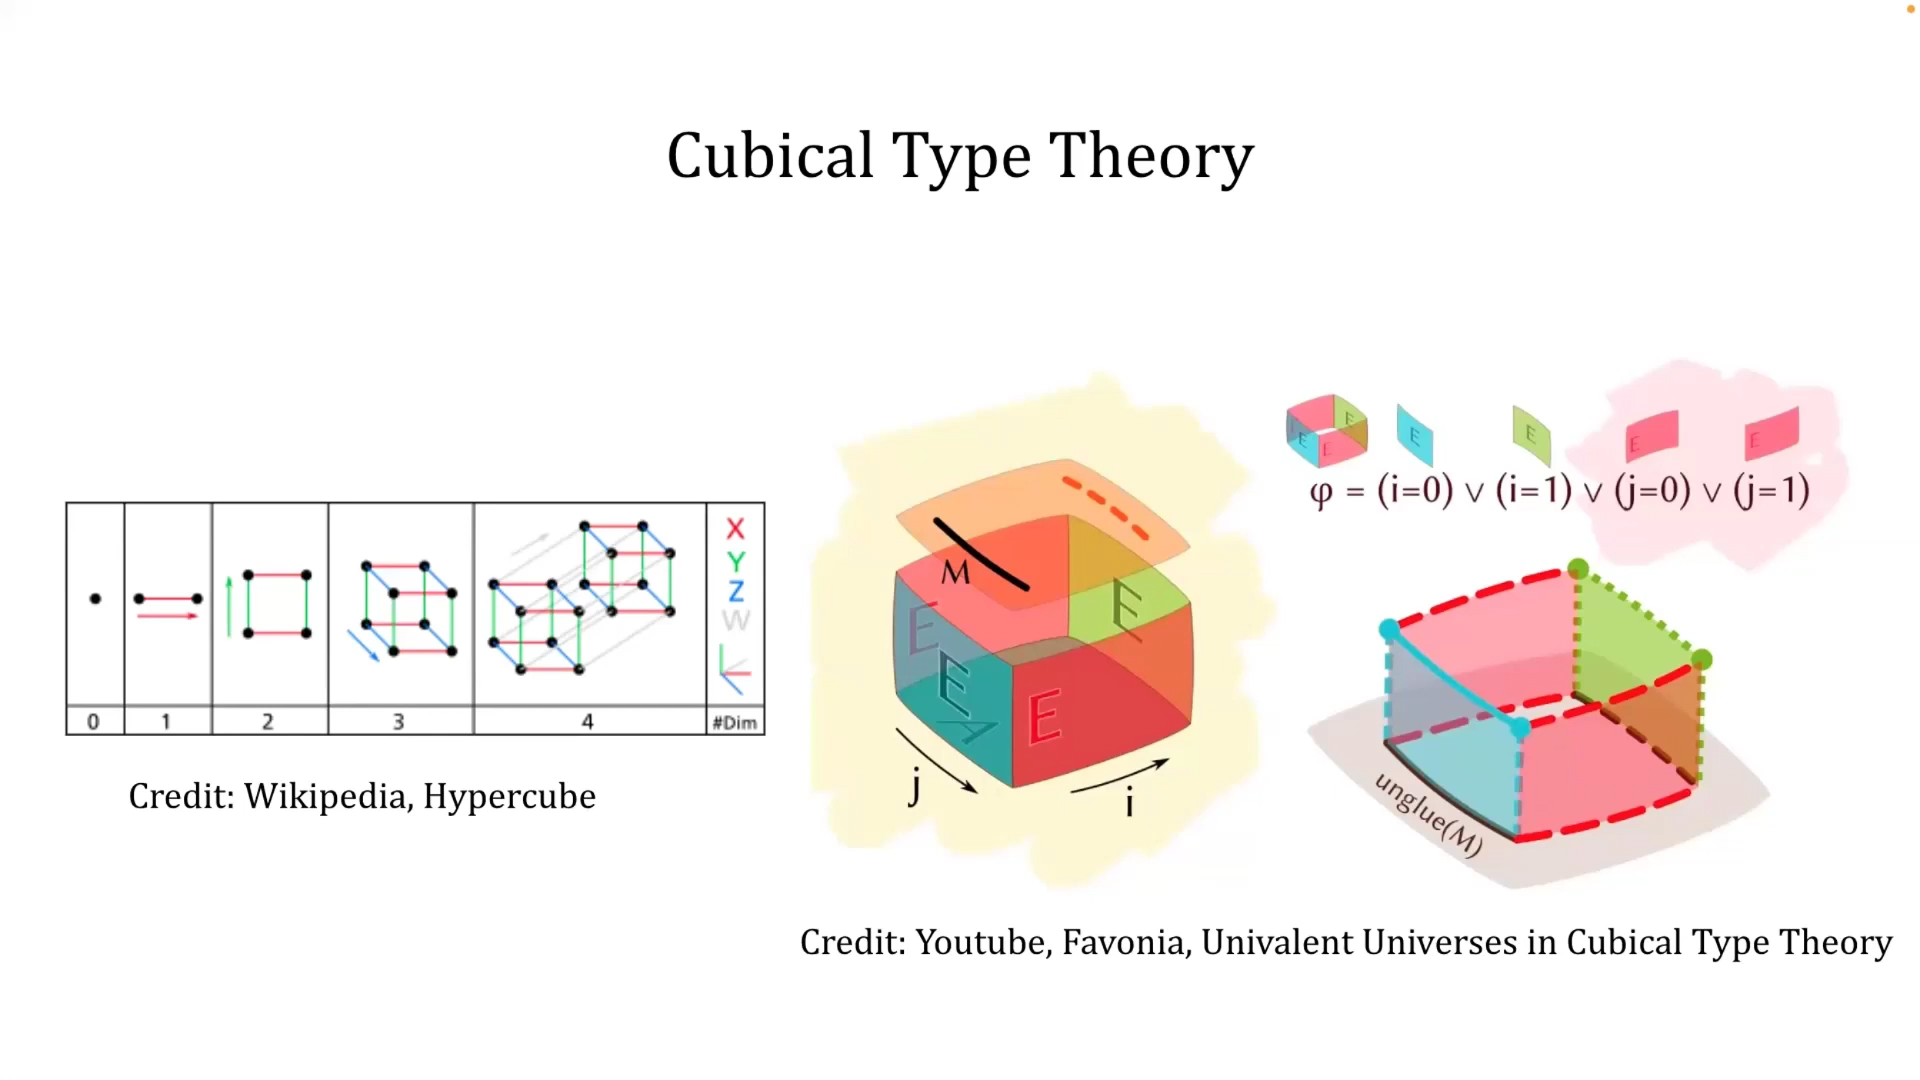 Cubical Type Theory
X
Y
Z
W
0 1 2 3 4 #Dim
Credit: Wikipedia, Hypercube
M
E E
E
A E
j
i
E E E E E E E
φ = (i=0) ∨ (i=1) ∨ (j=0) ∨ (j=1)
unglue(M)
Credit: Youtube, Favonia, Univalent Universes in Cubical Type Theory